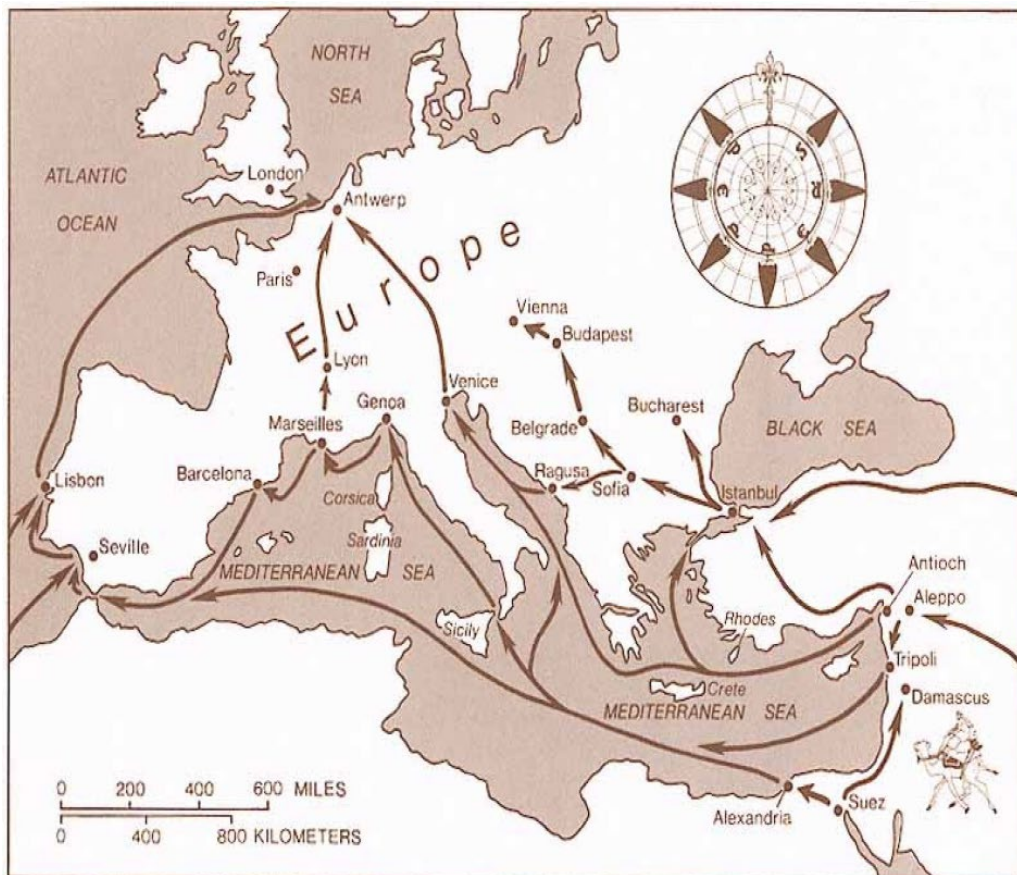 NORTH
SEA
ATLANTIC
OCEAN
London
Antwerp
Paris
Europe
Vienna
Budapest
Lyon
Venice
Genoa
Marseilles
Belgrade
Bucharest
BLACK SEA
Lisbon
Barcelona
Corsica
Ragusa
Sofia
Istanbul
Seville
Sardinia
MEDITERRANEAN SEA
Antioch
Aleppo
Sicily
Rhodes
Tripoli
Crete
Damascus
MEDITERRANEAN SEA
0 200 400 600 MILES
0 400 800 KILOMETERS
Alexandria
Suez